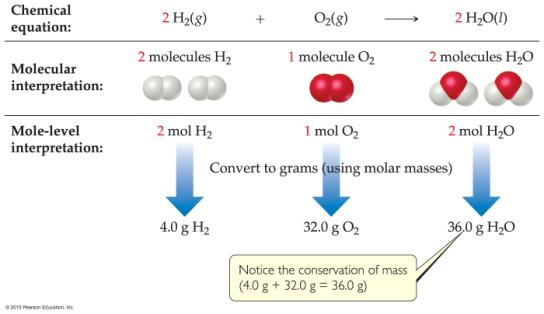 Chemical equation:
2 H₂(g) + O₂(g) ⟶ 2 H₂O(l)
Molecular interpretation:
2 molecules H₂ 1 molecule O₂ 2 molecules H₂O
Mole-level interpretation:
2 mol H₂ 1 mol O₂ 2 mol H₂O
Convert to grams (using molar masses)
4.0 g H₂ 32.0 g O₂ 36.0 g H₂O
Notice the conservation of mass
(4.0 g + 32.0 g = 36.0 g)
© 2015 Pearson Education, Inc.